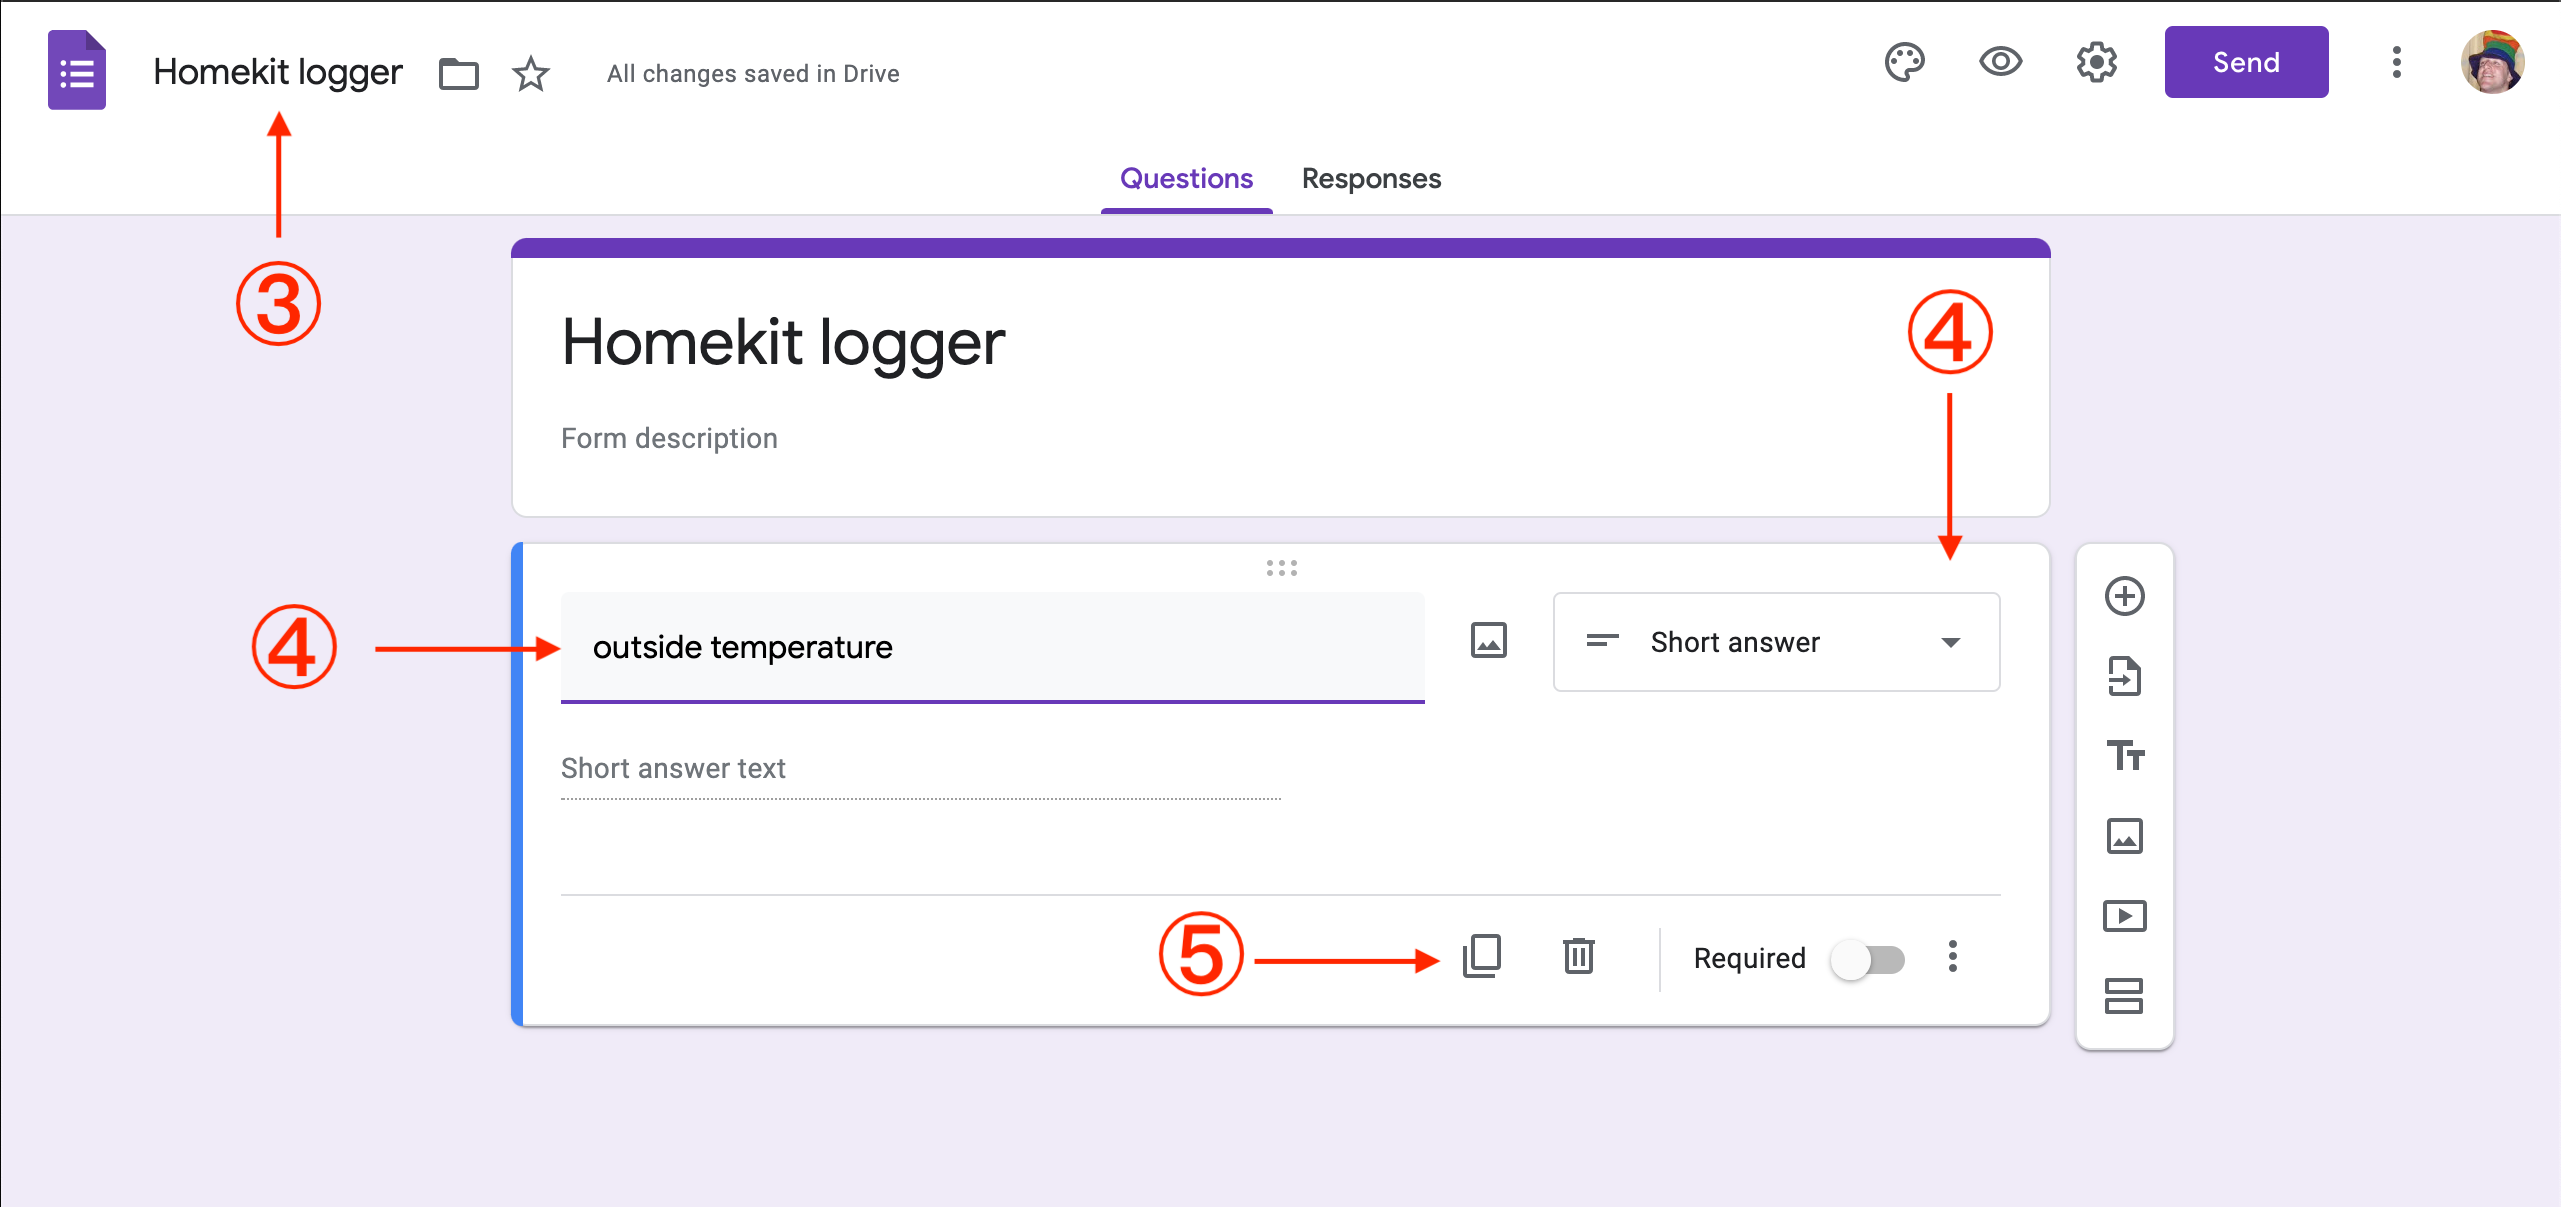 Homekit logger
All changes saved in Drive
Send
Questions
Responses
③
Homekit logger
④
Form description
④
outside temperature
Short answer
Short answer text
⑤
Required